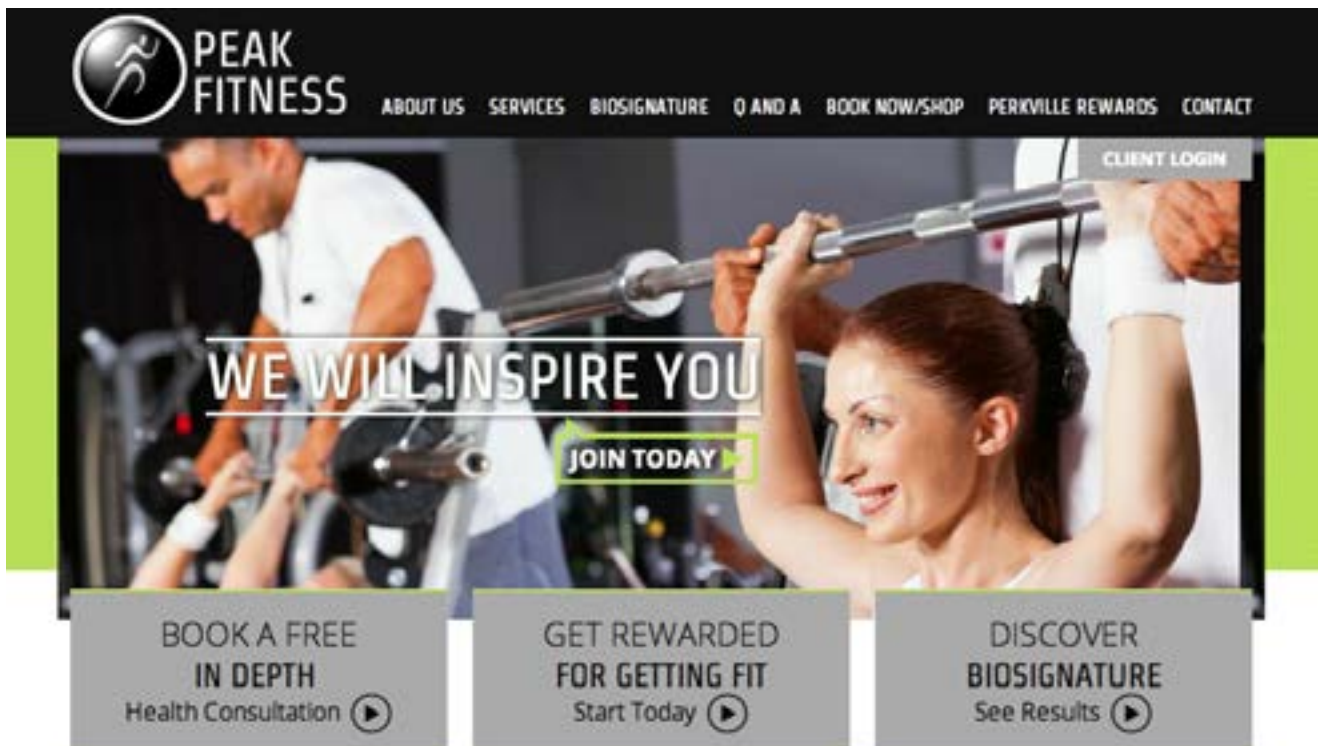 PEAK
FITNESS
ABOUT US SERVICES BIOSIGNATURE Q AND A BOOK NOW/SHOP PERKVILLE REWARDS CONTACT
CLIENT LOGIN
WE WILL INSPIRE YOU
JOIN TODAY
BOOK A FREE
IN DEPTH
Health Consultation
GET REWARDED
FOR GETTING FIT
Start Today
DISCOVER
BIOSIGNATURE
See Results